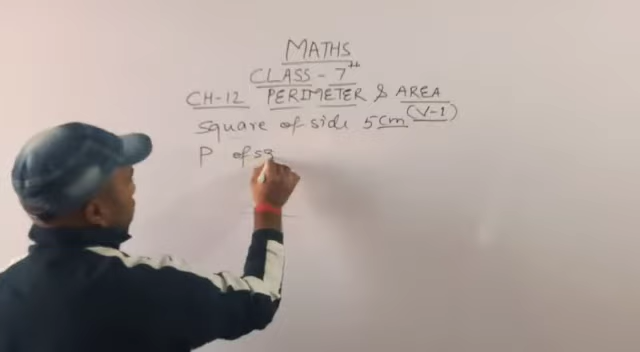 MATHS
CLASS - 7th
CH-12 PERIMETER & AREA
(V-1)
Square of side 5cm
P of sq